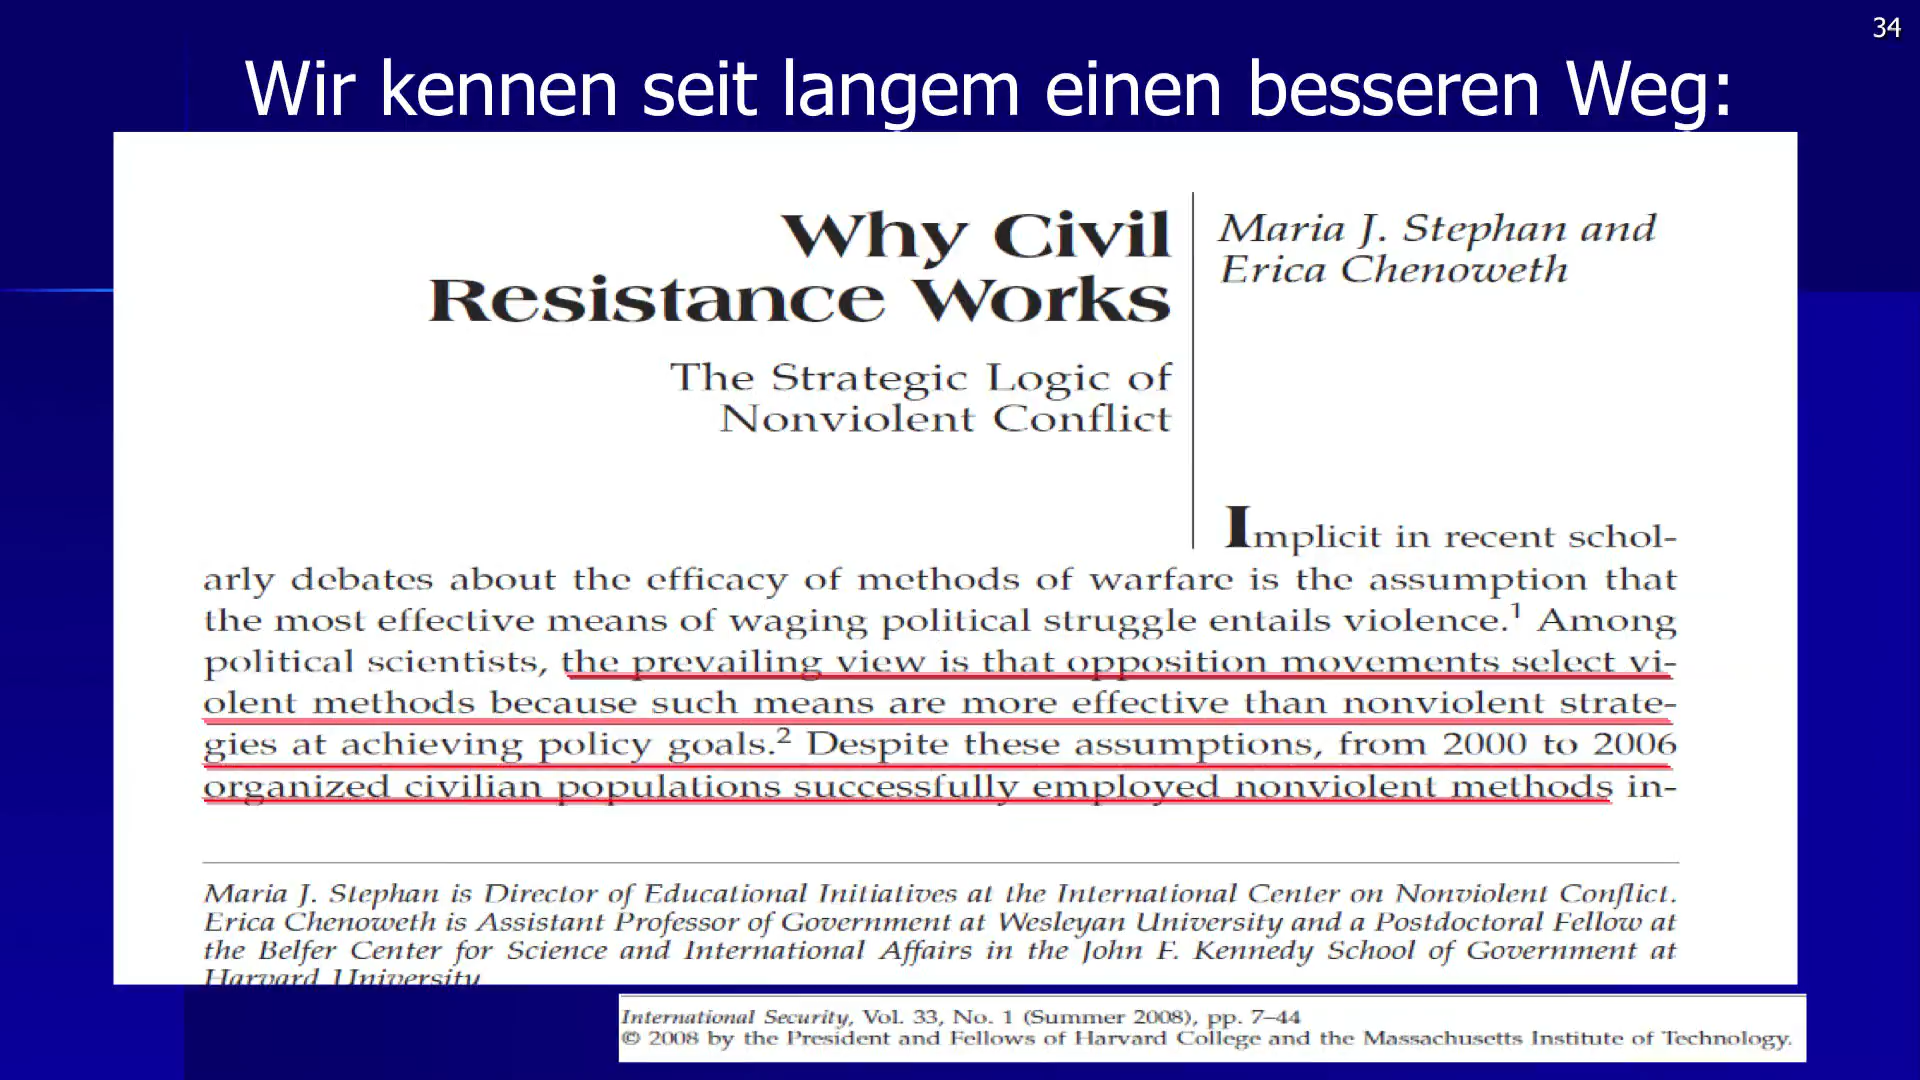 34
Wir kennen seit langem einen besseren Weg:
Why Civil
Resistance Works
The Strategic Logic of
Nonviolent Conflict
Maria J. Stephan and
Erica Chenoweth
Implicit in recent schol-
arly debates about the efficacy of methods of warfare is the assumption that
the most effective means of waging political struggle entails violence.¹ Among
political scientists, the prevailing view is that opposition movements select vi-
olent methods because such means are more effective than nonviolent strate-
gies at achieving policy goals.² Despite these assumptions, from 2000 to 2006
organized civilian populations successfully employed nonviolent methods in-
Maria J. Stephan is Director of Educational Initiatives at the International Center on Nonviolent Conflict.
Erica Chenoweth is Assistant Professor of Government at Wesleyan University and a Postdoctoral Fellow at
the Belfer Center for Science and International Affairs in the John F. Kennedy School of Government at
Harvard University
International Security, Vol. 33, No. 1 (Summer 2008), pp. 7–44
© 2008 by the President and Fellows of Harvard College and the Massachusetts Institute of Technology.